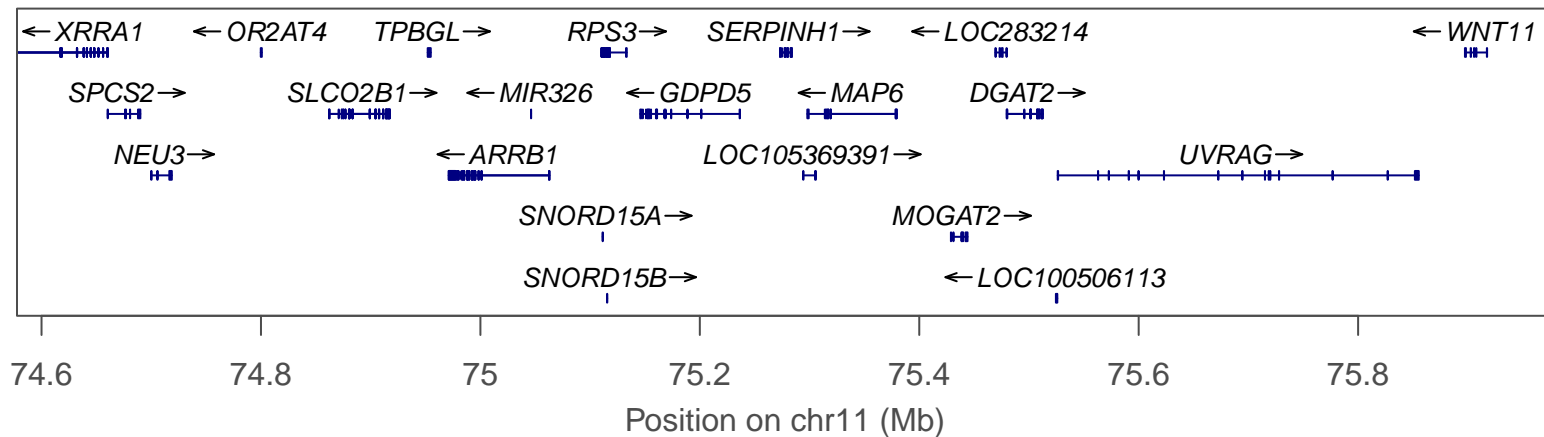 ←XRRA1 ←OR2AT4 TPBGL→ RPS3→ SERPINH1→ ←LOC283214 ←WNT11
SPCS2→ SLCO2B1→ ←MIR326 ←GDPD5 ←MAP6 DGAT2→
NEU3→ ←ARRB1 LOC105369391→ UVRAG→
SNORD15A→ MOGAT2→
SNORD15B→ ←LOC100506113
74.6 74.8 75 75.2 75.4 75.6 75.8
Position on chr11 (Mb)